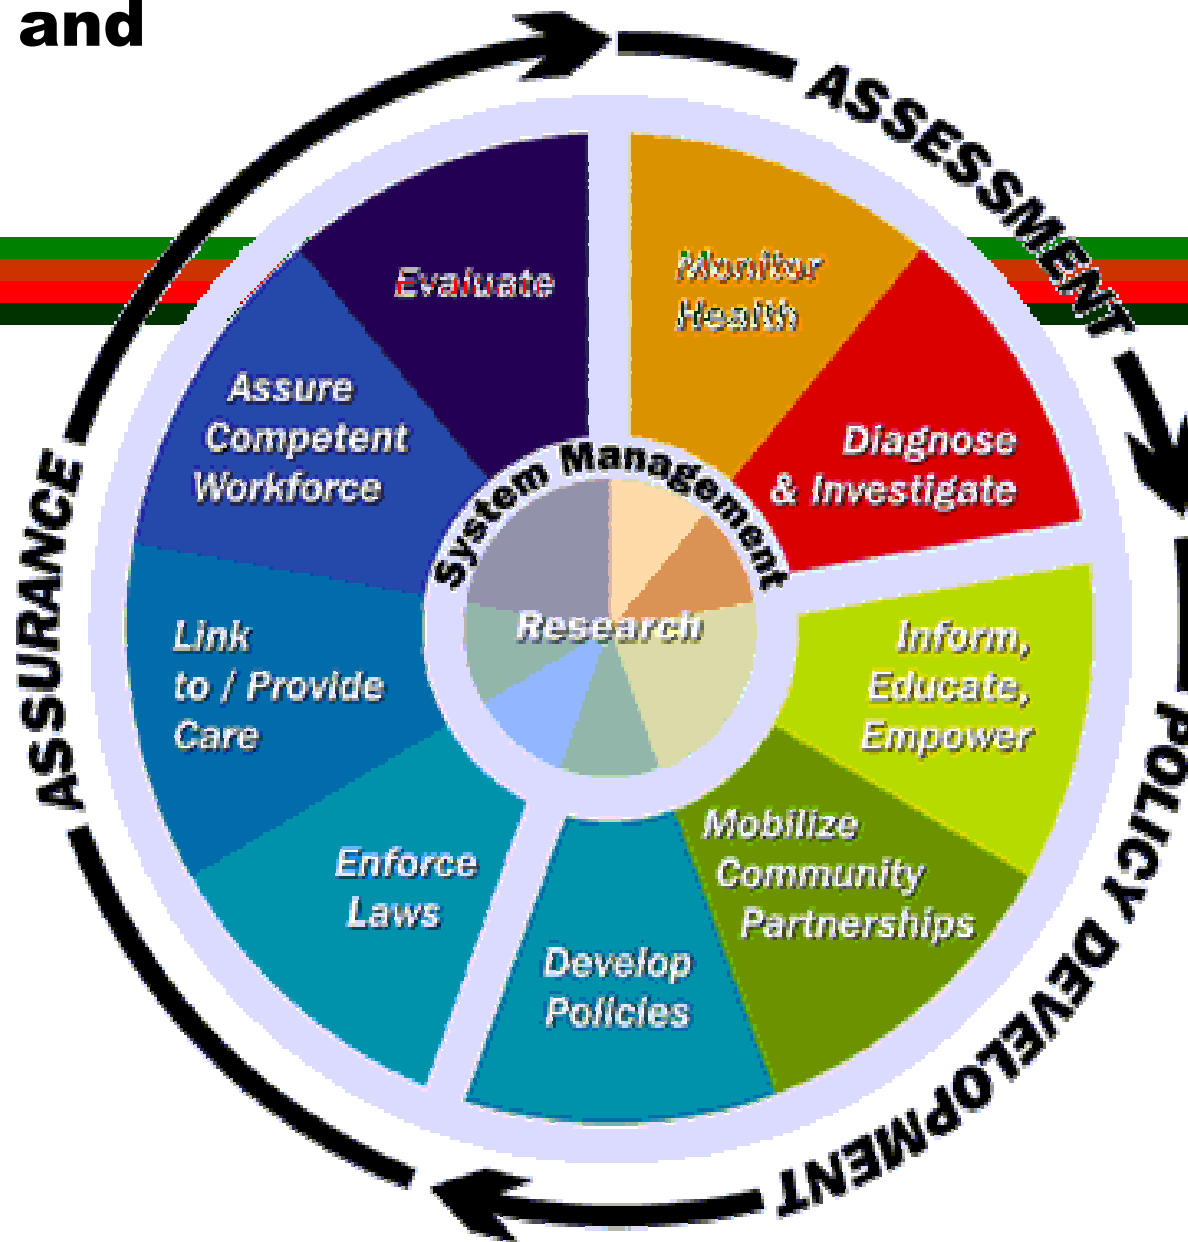 and
ASSESSMENT
Evaluate
Monitor
Health
Assure
Competent
Workforce
Diagnose
& Investigate
System Management
Research
ASSURANCE
Link
to / Provide
Care
Inform,
Educate,
Empower
POLICY DEVELOPMENT
Mobilize
Community
Partnerships
Enforce
Laws
Develop
Policies